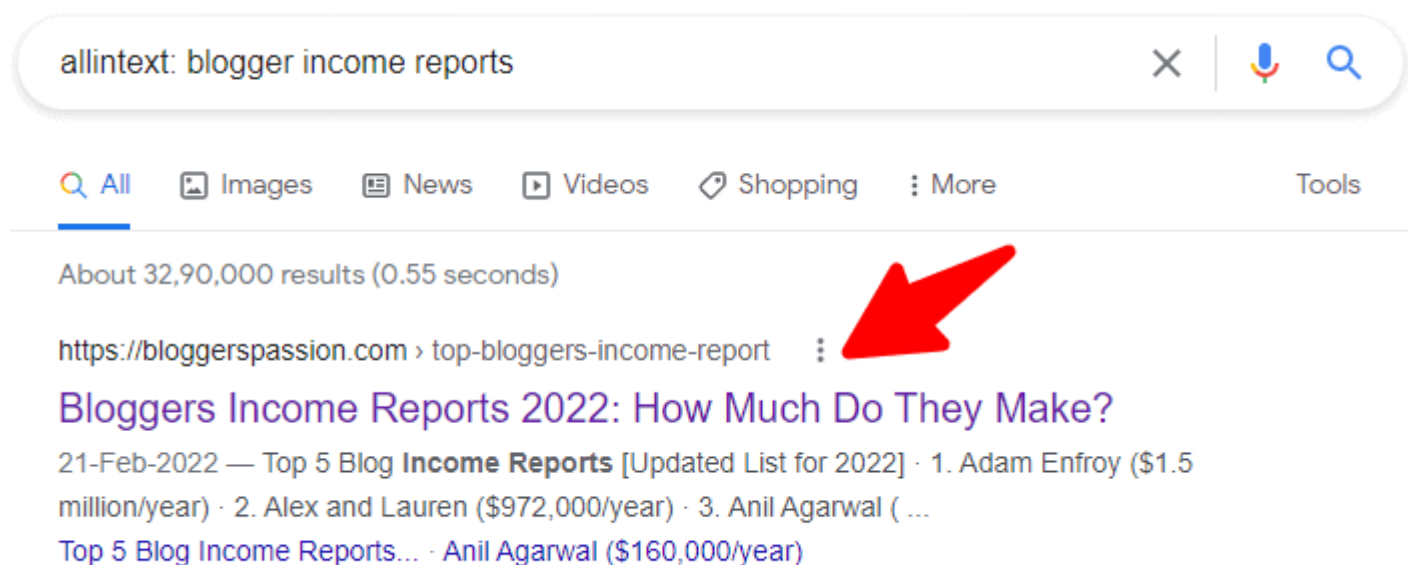 allintext: blogger income reports
All Images News Videos Shopping More Tools
About 32,90,000 results (0.55 seconds)
https://bloggerspassion.com › top-bloggers-income-report
Bloggers Income Reports 2022: How Much Do They Make?
21-Feb-2022 — Top 5 Blog Income Reports [Updated List for 2022] · 1. Adam Enfroy ($1.5
million/year) · 2. Alex and Lauren ($972,000/year) · 3. Anil Agarwal ( ...
Top 5 Blog Income Reports... · Anil Agarwal ($160,000/year)